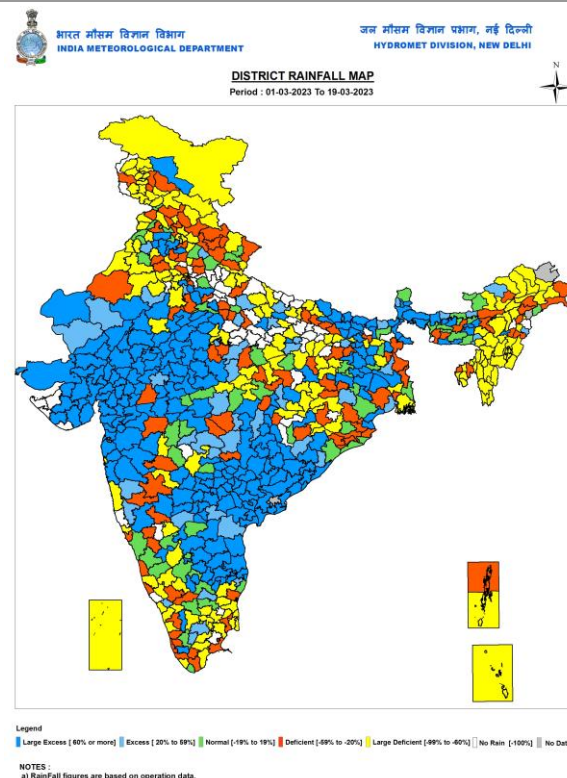 भारत मौसम विज्ञान विभाग
INDIA METEOROLOGICAL DEPARTMENT
जल मौसम विज्ञान प्रभाग, नई दिल्ली
HYDROMET DIVISION, NEW DELHI
DISTRICT RAINFALL MAP
Period : 01-03-2023 To 19-03-2023
N
Legend
Large Excess [ 60% or more] Excess [ 20% to 59%] Normal [-19% to 19%] Deficient [-59% to -20%] Large Deficient [-99% to -60%] No Rain [-100%] No Dat
NOTES :
a) RainFall figures are based on operation data.